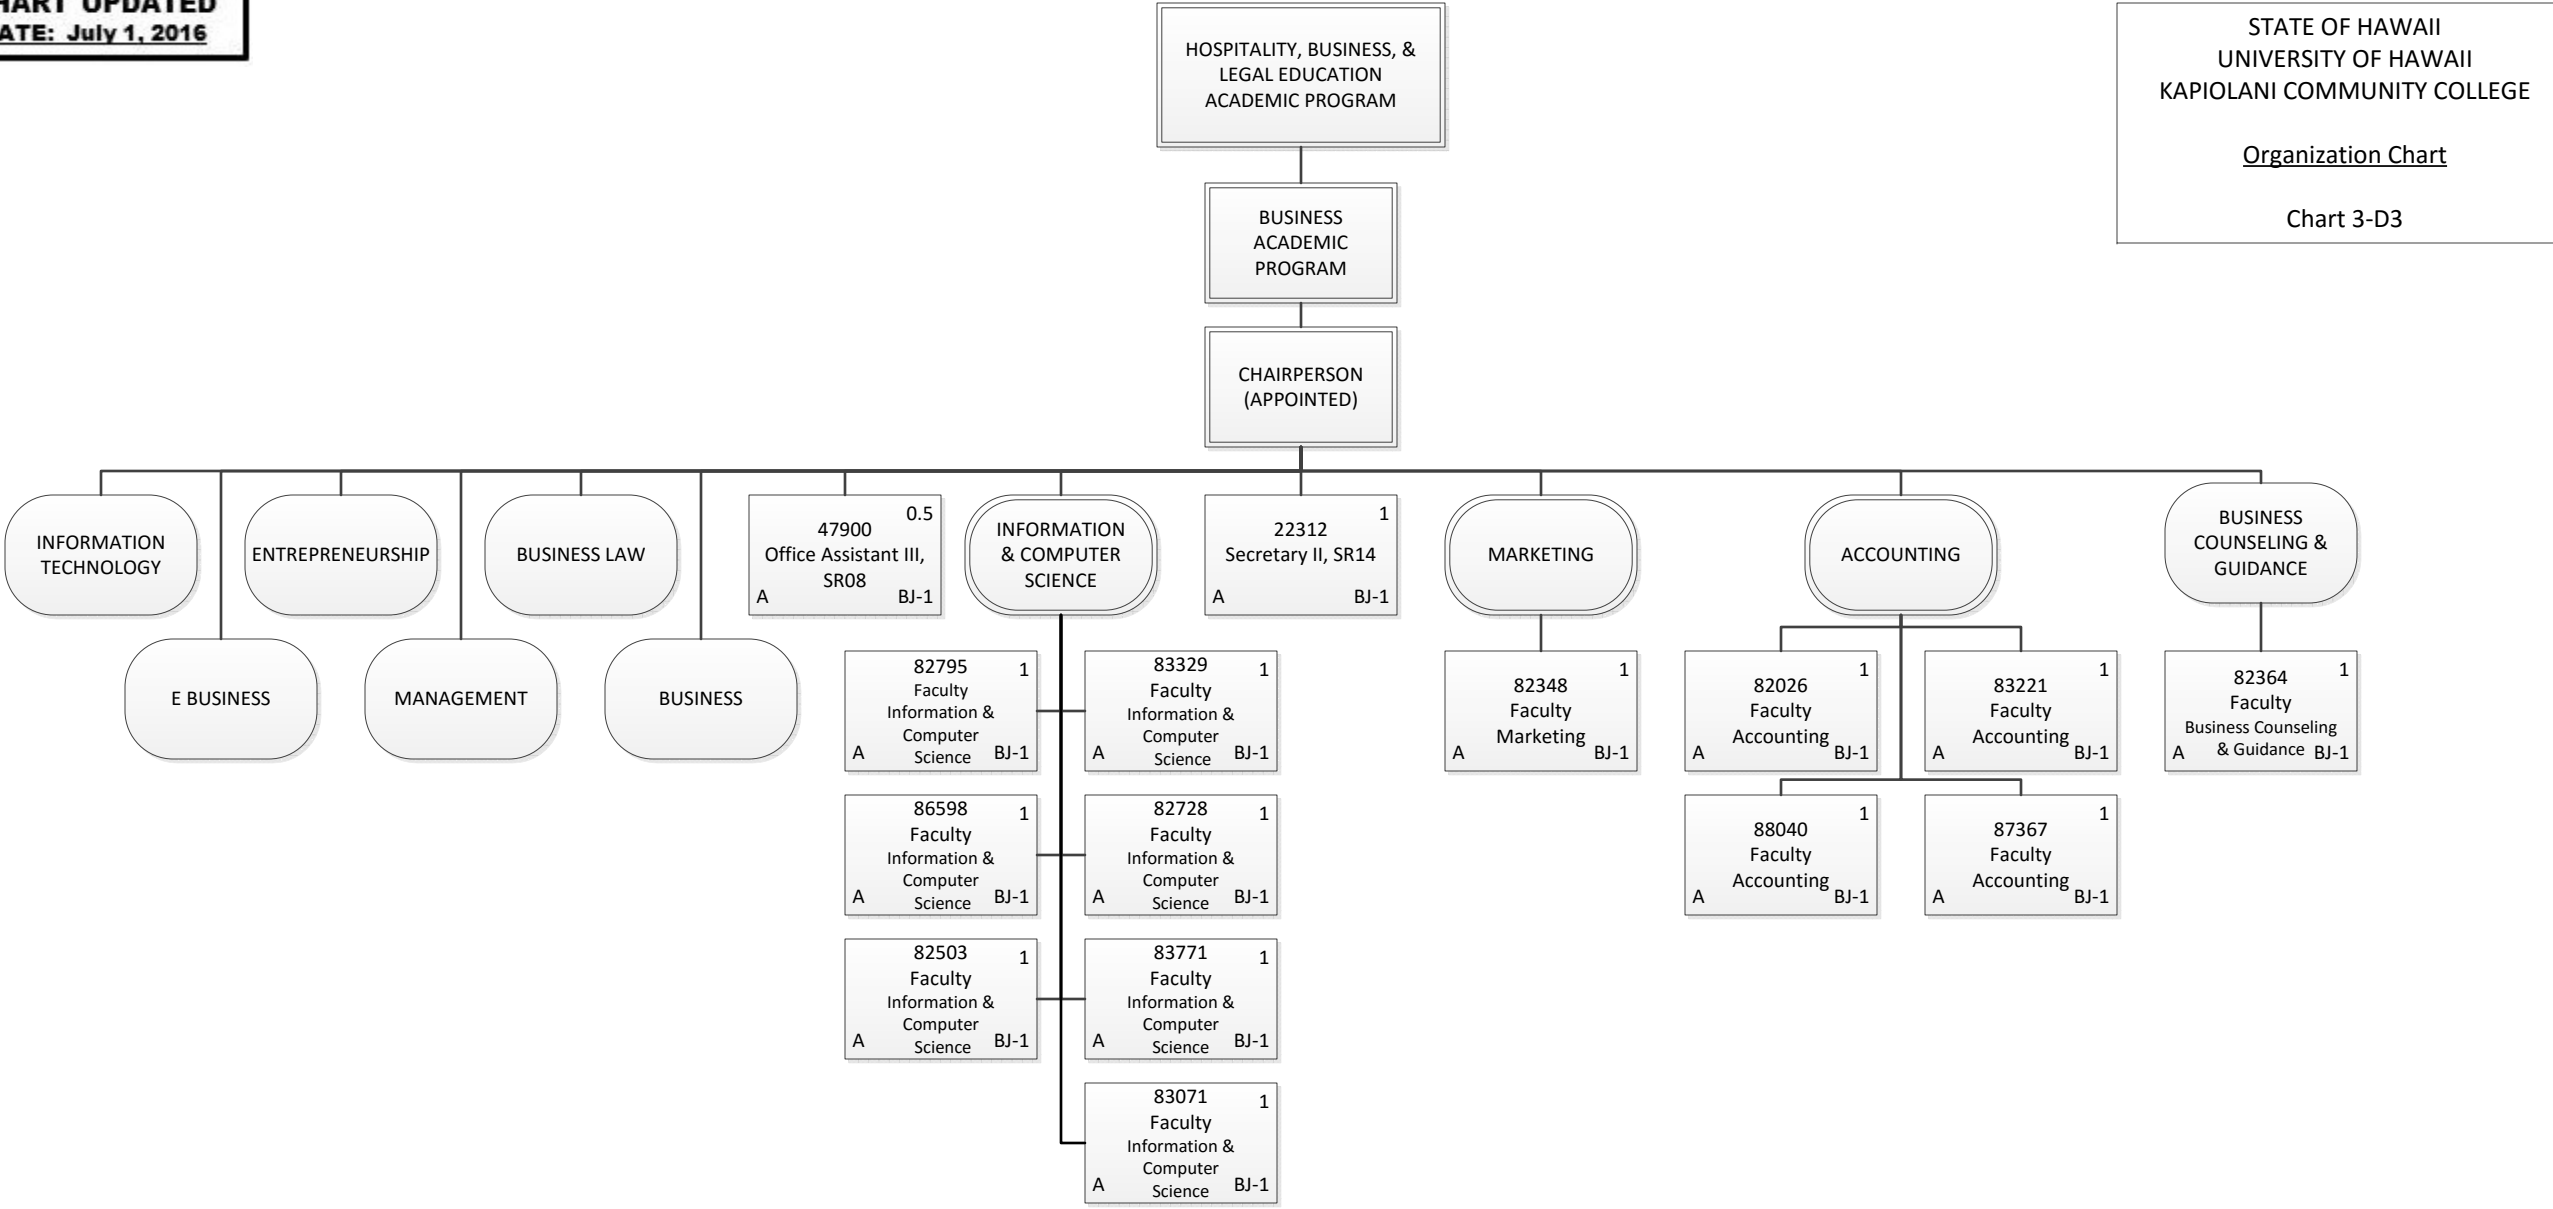 HART UPDATED
ATE: July 1, 2016
STATE OF HAWAII
UNIVERSITY OF HAWAII
KAPIOLANI COMMUNITY COLLEGE
Organization Chart
Chart 3-D3
HOSPITALITY, BUSINESS, &
LEGAL EDUCATION
ACADEMIC PROGRAM
BUSINESS
ACADEMIC
PROGRAM
CHAIRPERSON
(APPOINTED)
INFORMATION
TECHNOLOGY
ENTREPRENEURSHIP
BUSINESS LAW
0.5
47900
Office Assistant III,
SR08
A BJ-1
INFORMATION
& COMPUTER
SCIENCE
1
22312
Secretary II, SR14
A BJ-1
MARKETING
ACCOUNTING
BUSINESS
COUNSELING &
GUIDANCE
E BUSINESS
MANAGEMENT
BUSINESS
82795 1
Faculty
Information &
Computer
A Science BJ-1
83329 1
Faculty
Information &
Computer
A Science BJ-1
1
82348
Faculty
Marketing
A BJ-1
1
82026
Faculty
Accounting
A BJ-1
1
83221
Faculty
Accounting
A BJ-1
1
82364
Faculty
Business Counseling
A & Guidance BJ-1
86598 1
Faculty
Information &
Computer
A Science BJ-1
82728 1
Faculty
Information &
Computer
A Science BJ-1
1
88040
Faculty
Accounting
A BJ-1
1
87367
Faculty
Accounting
A BJ-1
82503 1
Faculty
Information &
Computer
A Science BJ-1
83771 1
Faculty
Information &
Computer
A Science BJ-1
83071 1
Faculty
Information &
Computer
A Science BJ-1